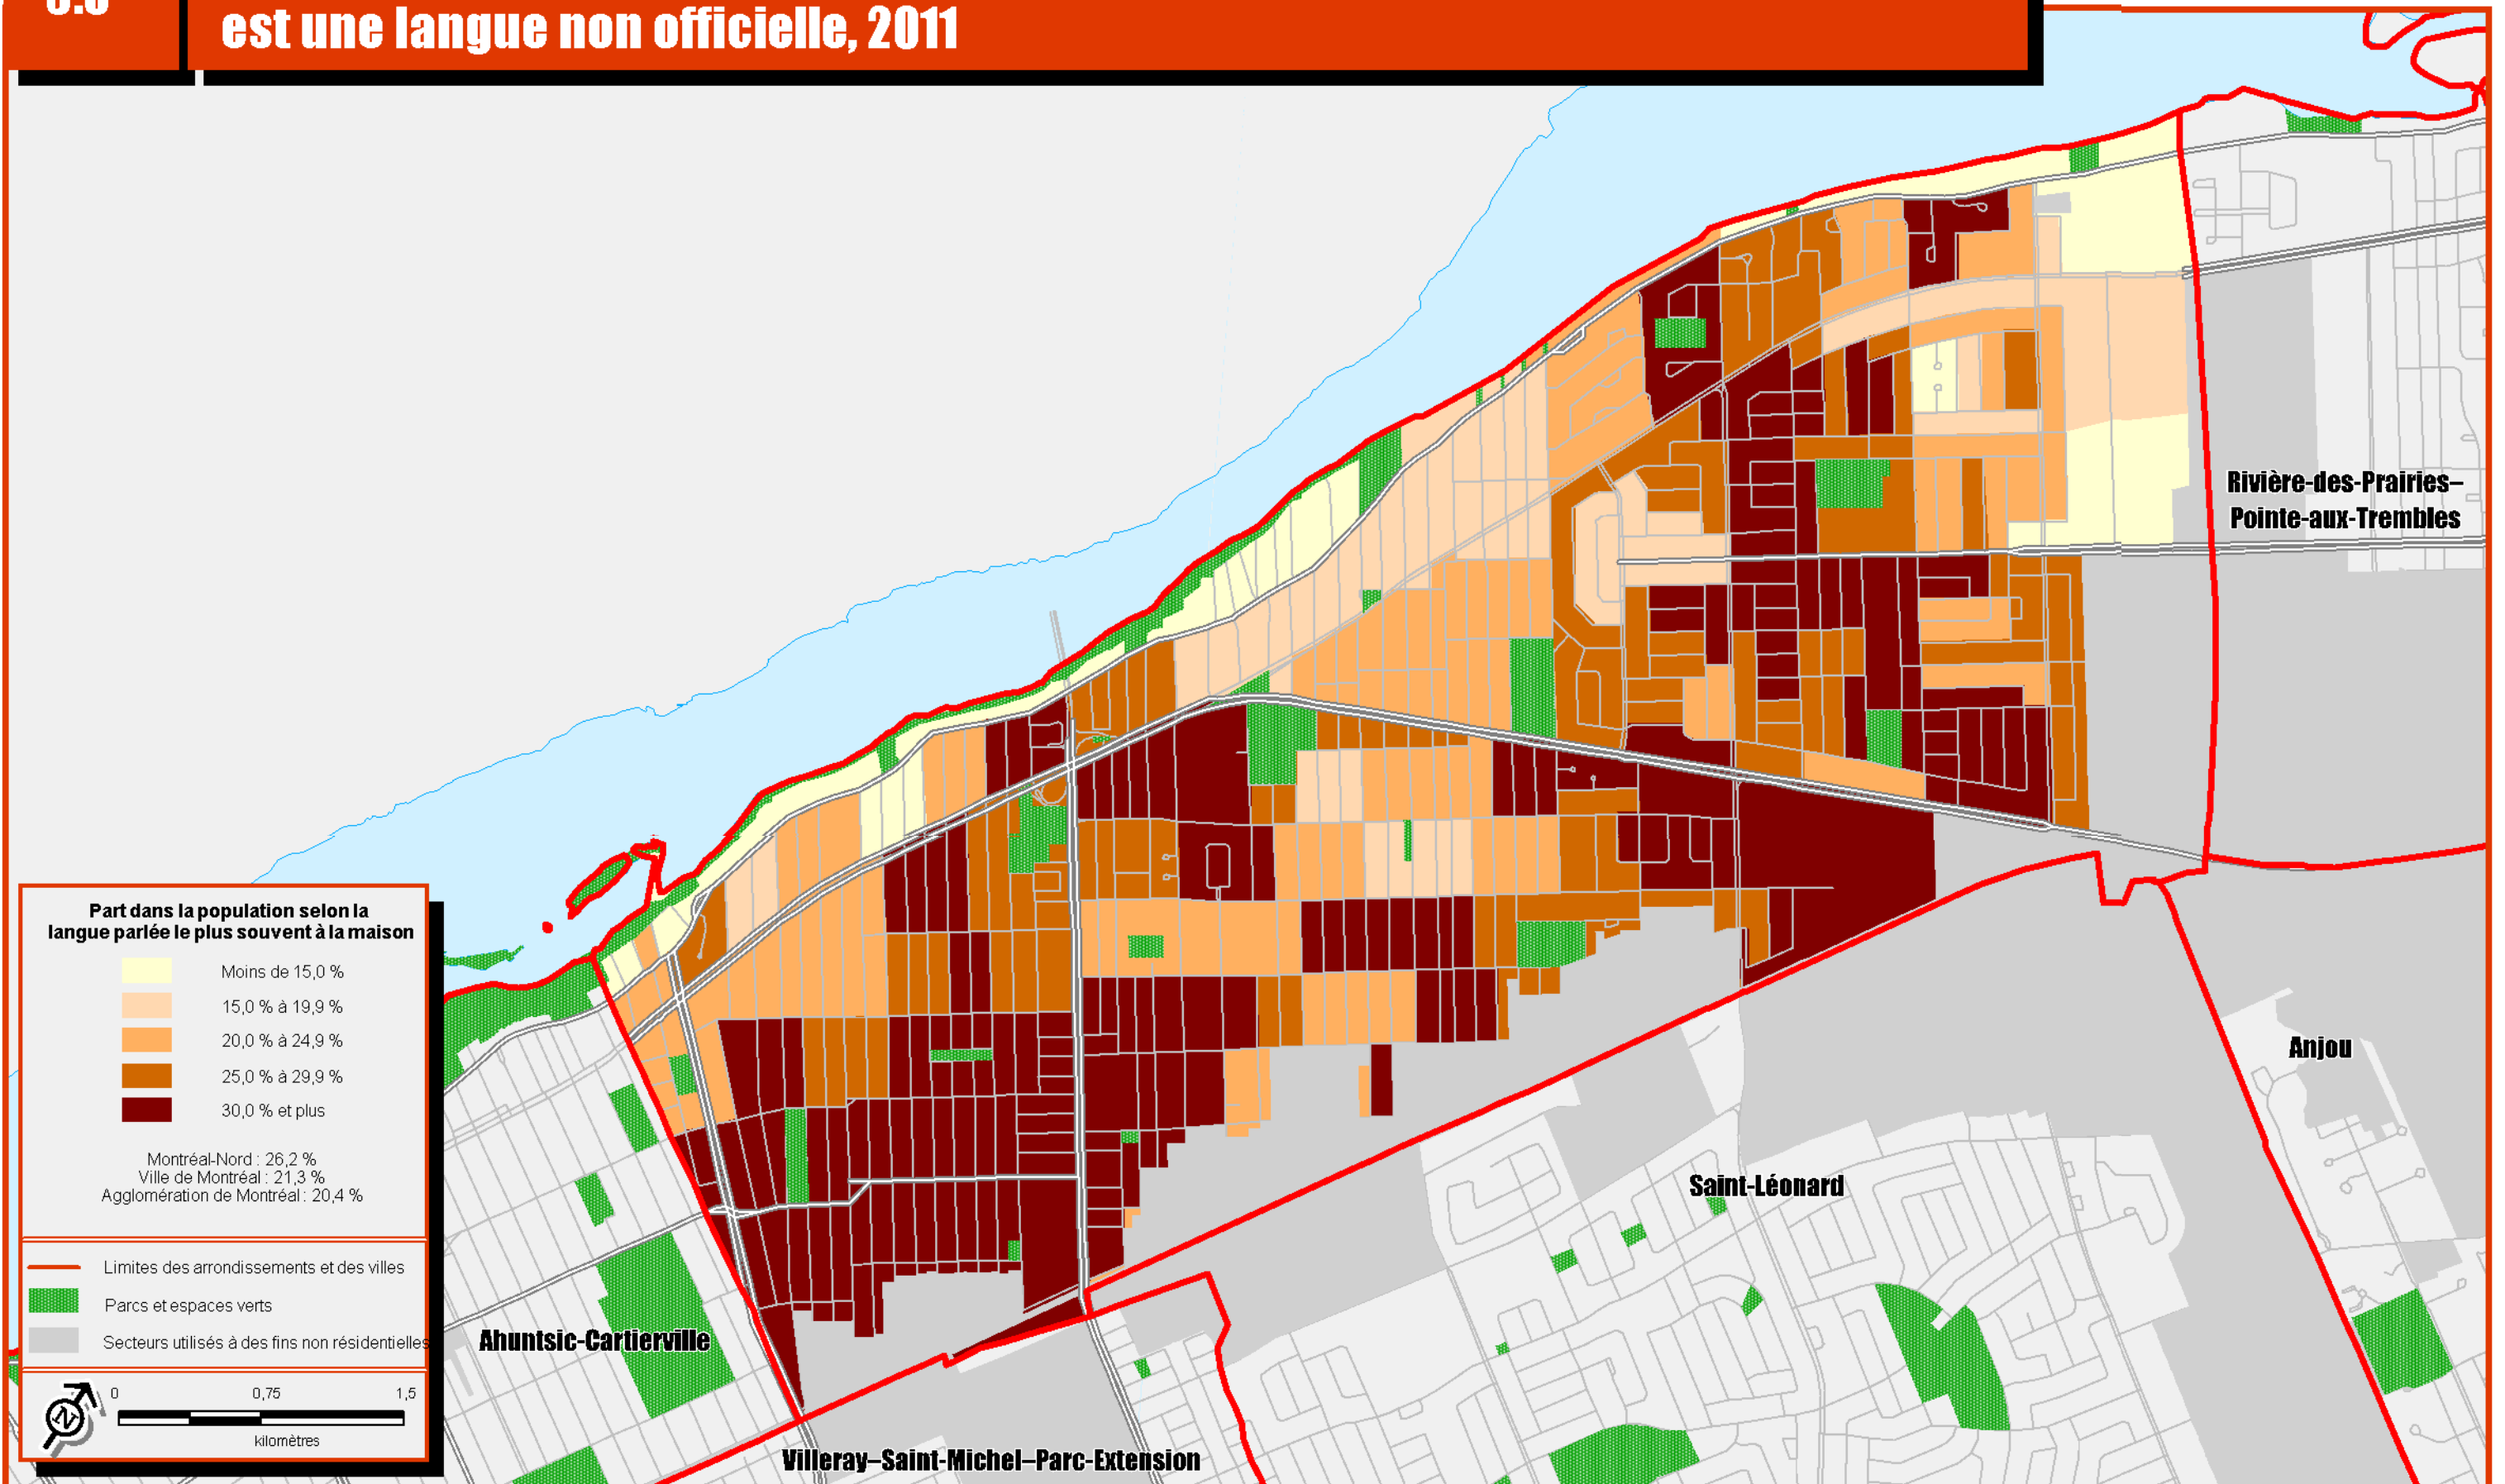 est une langue non officielle, 2011
Rivière-des-Prairies–
Pointe-aux-Trembles
Part dans la population selon la
langue parlée le plus souvent à la maison
Moins de 15,0 %
15,0 % à 19,9 %
20,0 % à 24,9 %
25,0 % à 29,9 %
30,0 % et plus
Montréal-Nord : 26,2 %
Ville de Montréal : 21,3 %
Agglomération de Montréal : 20,4 %
Limites des arrondissements et des villes
Parcs et espaces verts
Secteurs utilisés à des fins non résidentielles
0 0,75 1,5
N
kilomètres
Anjou
Saint-Léonard
Ahuntsic-Cartierville
Villeray–Saint-Michel–Parc-Extension